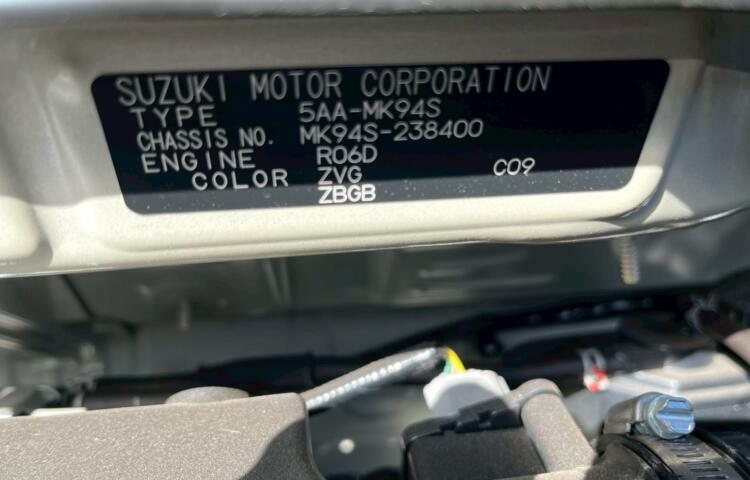 SUZUKI MOTOR CORPORATION
TYPE 5AA-MK94S
CHASSIS NO. MK94S-238400
ENGINE R06D
COLOR ZVG C09
ZBGB